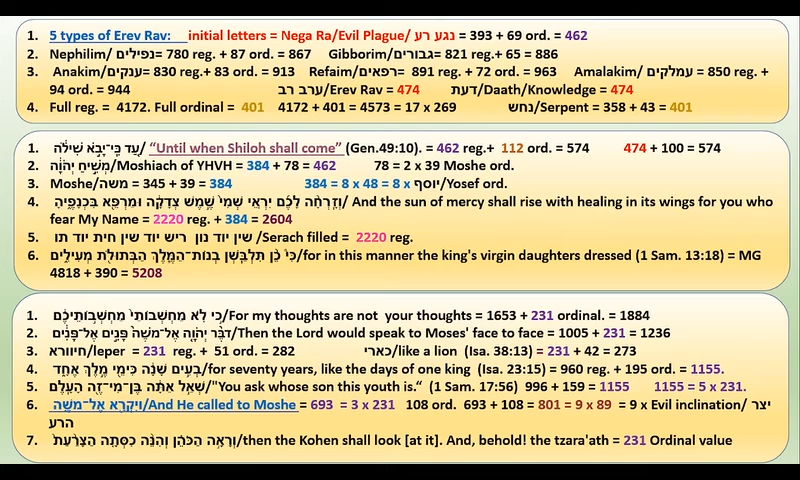 1. 5 types of Erev Rav: initial letters = Nega Ra/Evil Plague/ נגע רע = 393 + 69 ord. = 462
2. Nephilim/ נפילים= 780 reg. + 87 ord. = 867 Gibborim/גבורים= 821 reg.+ 65 = 886
3. Anakim/ענקים= 830 reg.+ 83 ord. = 913 Refaim/רפאים= 891 reg.+ 72 ord. = 963 Amalakim/ עמלקים = 850 reg. +
94 ord. = 944 ערב רב/Erev Rav = 474 דעת/Daath/Knowledge = 474
4. Full reg. = 4172. Full ordinal = 401 4172 + 401 = 4573 = 17 x 269 נחש/Serpent = 358 + 43 = 401
1. עַ֚ד כִּֽי־יָבֹ֣א שִׁילֹ֔ה/ “Until when Shiloh shall come” (Gen.49:10). = 462 reg.+ 112 ord. = 574 474 + 100 = 574
2. מְשִׁ֣יחַ יְהוָ֔ה/Moshiach of YHVH = 384 + 78 = 462 78 = 2 x 39 Moshe ord.
3. Moshe/משה = 345 + 39 = 384 384 = 8 x 48 = 8 x יוסף/Yosef ord.
4. וְזָרְחָ֨ה לָכֶ֜ם יִרְאֵ֤י שְׁמִי֙ שֶׁ֣מֶשׁ צְדָקָ֔ה וּמַרְפֵּ֖א בִּכְנָפֶ֑יהָ/ And the sun of mercy shall rise with healing in its wings for you who
fear My Name = 2220 reg. + 384 = 2604
5. שין יוד נון ריש יוד שין חית יוד תו /Serach filled = 2220 reg.
6. כִּי֩ כֵ֨ן תִּלְבַּ֧שְׁןָ בְנוֹת־הַמֶּ֛לֶךְ הַבְּתוּלֹ֖ת מְעִילִ֑ים/for in this manner the king's virgin daughters dressed (1 Sam. 13:18) = MG
4818 + 390 = 5208
1. כִּ֣י לֹ֤א מַחְשְׁבוֹתַי֙ מַחְשְׁב֣וֹתֵיכֶ֔ם/For my thoughts are not your thoughts = 1653 + 231 ordinal. = 1884
2. דִבֶּ֨ר יְהֹוָ֤ה אֶל־מֹשֶׁה֙ פָּנִ֣ים אֶל־פָּנִ֔ים/Then the Lord would speak to Moses' face to face = 1005 + 231 = 1236
3. חיוורא/leper = 231 reg.+ 51 ord. = 282 כארי/like a lion (Isa. 38:13) = 231 + 42 = 273
4. בְעִ֣ים שָׁנָ֔ה כִּימֵ֖י מֶ֣לֶךְ אֶחָ֑ד/for seventy years, like the days of one king (Isa. 23:15) = 960 reg. + 195 ord. = 1155.
5. שְׁאַ֣ל אַתָּ֔ה בֶּן־מִי־זֶ֖ה הָעָֽלֶם/"You ask whose son this youth is.“ (1 Sam. 17:56) 996 + 159 = 1155 1155 = 5 x 231.
6. וַיִּקְרָ֖א אֶל־מֹשֶׁ֑ה/And He called to Moshe = 693 = 3 x 231 108 ord. 693 + 108 = 801 = 9 x 89 = 9 x Evil inclination/ יצר
הרע
7. וְרָאָ֣ה הַכֹּהֵ֗ן וְהִנֵּ֨ה כִסְּתָ֤ה הַצָּרַ֙עַת֙/then the Kohen shall look [at it]. And, behold! the tzara'ath = 231 Ordinal value